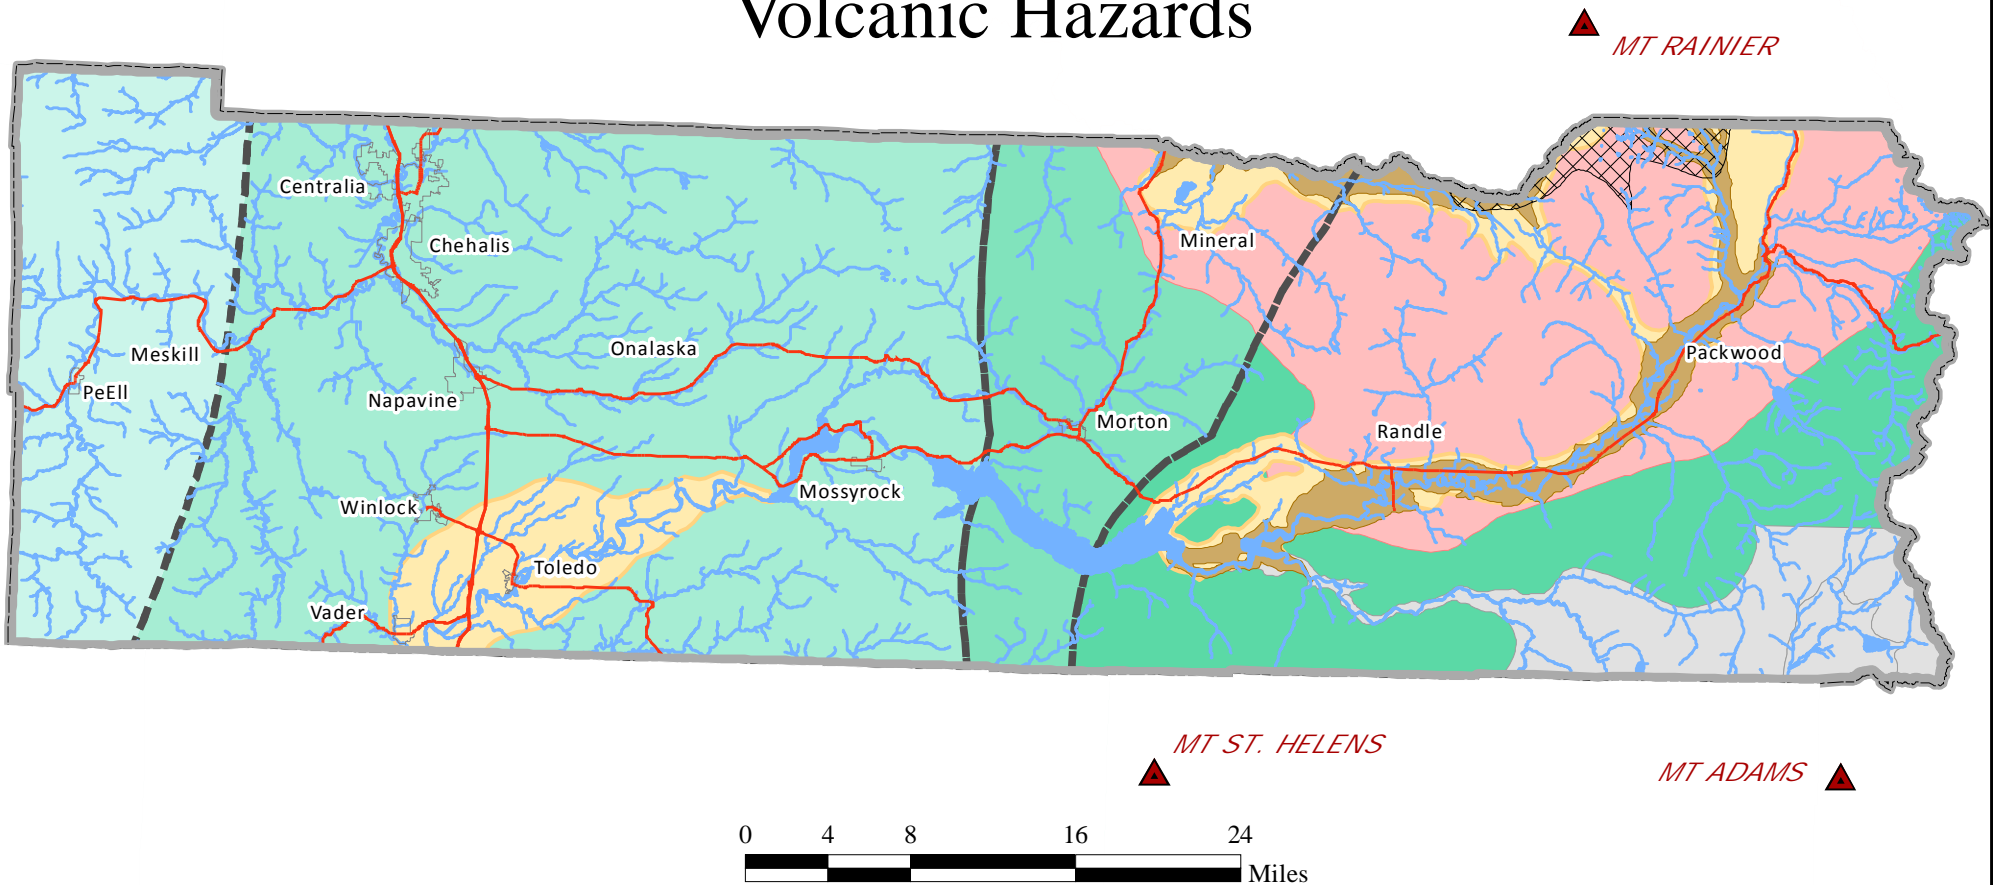 Volcanic Hazards
MT RAINIER
Centralia
Chehalis
Mineral
Meskill
Onalaska
Packwood
PeEll
Napavine
Morton
Randle
Mossyrock
Winlock
Toledo
Vader
MT ST. HELENS
MT ADAMS
0 4 8 16 24
Miles